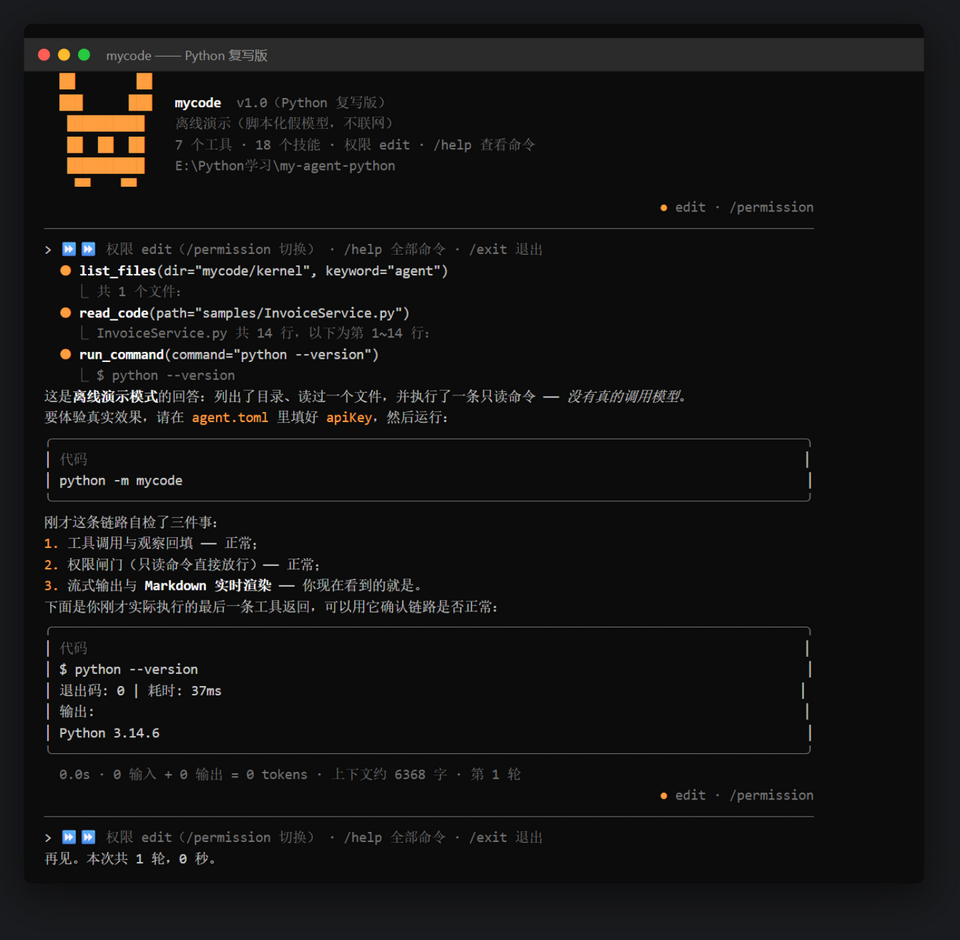 mycode —— Python 复写版
mycode v1.0（Python 复写版）
离线演示（脚本化假模型，不联网）
7 个工具 · 18 个技能 · 权限 edit · /help 查看命令
E:\Python学习\my-agent-python
● edit · /permission
> ⏩⏩ 权限 edit（/permission 切换） · /help 全部命令 · /exit 退出
● list_files(dir="mycode/kernel", keyword="agent")
⎿ 共 1 个文件：
● read_code(path="samples/InvoiceService.py")
⎿ InvoiceService.py 共 14 行，以下为第 1~14 行：
● run_command(command="python --version")
⎿ $ python --version
这是离线演示模式的回答：列出了目录、读过一个文件，并执行了一条只读命令 —— 没有真的调用模型。
要体验真实效果，请在 agent.toml 里填好 apiKey，然后运行：
代码
python -m mycode
刚才这条链路自检了三件事：
1. 工具调用与观察回填 —— 正常；
2. 权限闸门（只读命令直接放行）—— 正常；
3. 流式输出与 Markdown 实时渲染 —— 你现在看到的就是。
下面是你刚才实际执行的最后一条工具返回，可以用它确认链路是否正常：
代码
$ python --version
退出码: 0 | 耗时: 37ms
输出:
Python 3.14.6
0.0s · 0 输入 + 0 输出 = 0 tokens · 上下文约 6368 字 · 第 1 轮
● edit · /permission
> ⏩⏩ 权限 edit（/permission 切换） · /help 全部命令 · /exit 退出
再见。本次共 1 轮，0 秒。